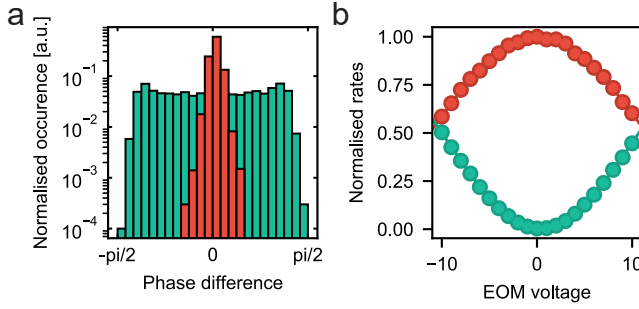 a
b
Normalised occurence [a.u.]
10⁻¹
10⁻²
10⁻³
10⁻⁴
-pi/2
0
pi/2
Phase difference
Normalised rates
1.00
0.75
0.50
0.25
0.00
−10
0
10
EOM voltage